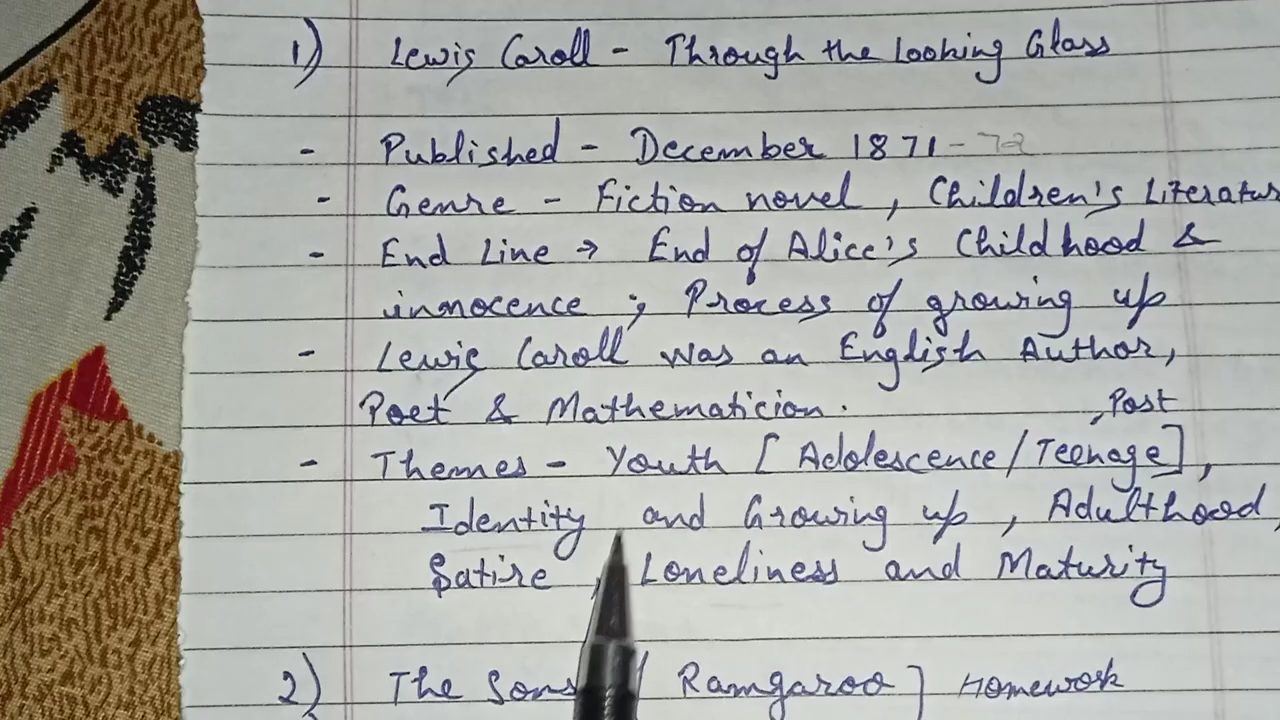 1) Lewis Caroll - Through the Looking Glass
- Published - December 1871-72
- Genre - Fiction novel, Children's Literatur
- End Line → End of Alice's Childhood &
innocence ; Process of growing up
- Lewis Caroll was an English Author,
Poet & Mathematicion.
, Post
- Themes - Youth [Adolescence/Teenage],
Identity and Growing up, Adulthood,
Satire, Loneliness and Maturity
2) The Sons Ramgaroo] Homework